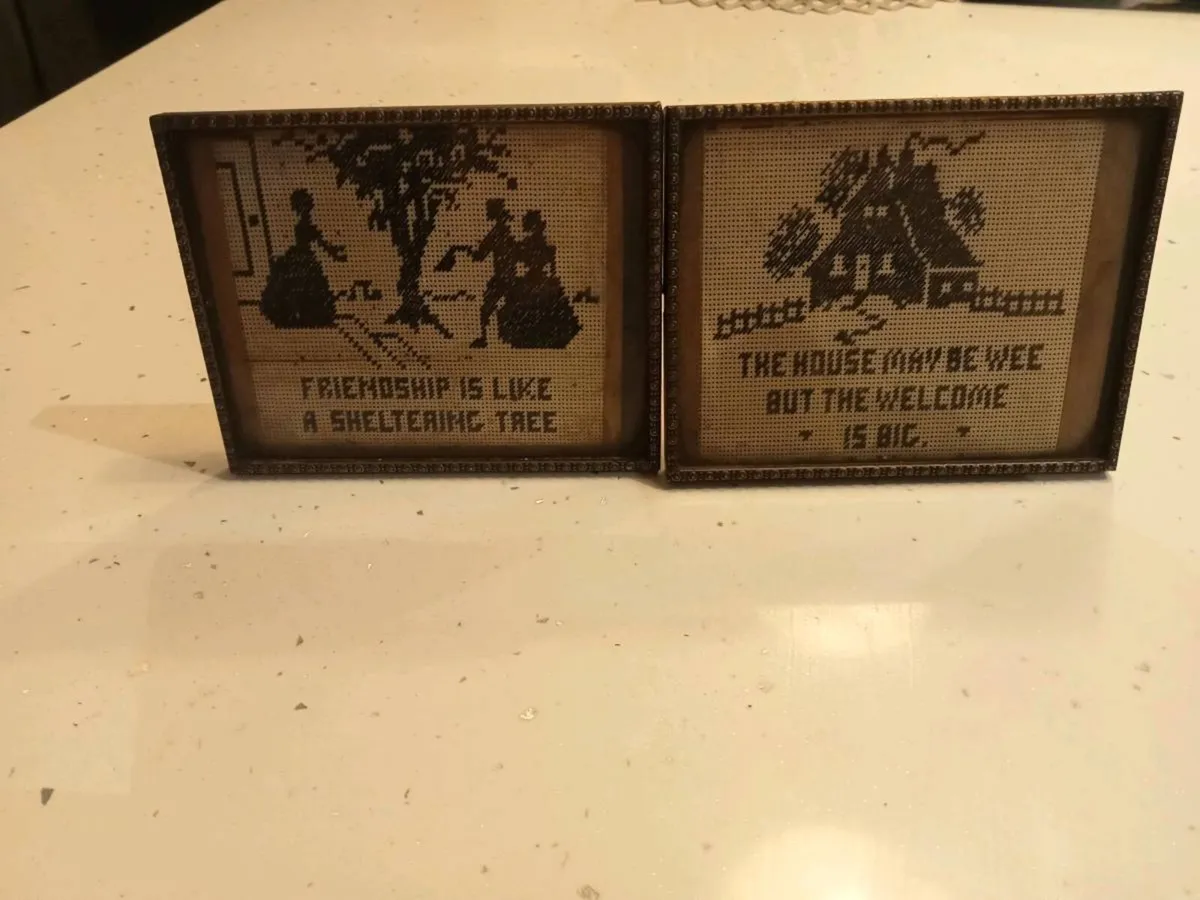 FRIENDSHIP IS LIKE
A SHELTERING TREE
THE HOUSE MAY BE WEE
BUT THE WELCOME
IS BIG.